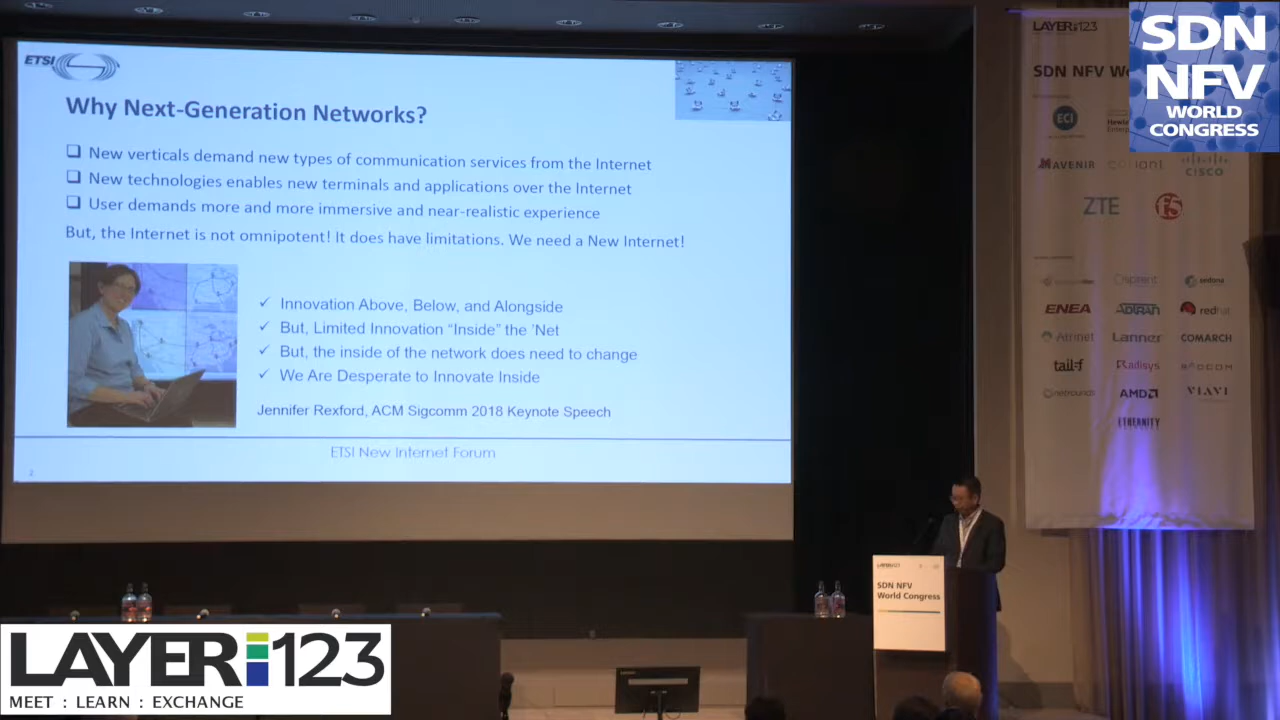 ETSI
Why Next-Generation Networks?
New verticals demand new types of communication services from the Internet
New technologies enables new terminals and applications over the Internet
User demands more and more immersive and near-realistic experience
But, the Internet is not omnipotent! It does have limitations. We need a New Internet!
✓ Innovation Above, Below, and Alongside
✓ But, Limited Innovation “Inside” the ’Net
✓ But, the inside of the network does need to change
✓ We Are Desperate to Innovate Inside
Jennifer Rexford, ACM Sigcomm 2018 Keynote Speech
ETSI New Internet Forum
2
LAYER123
SDN NFV
SDN
NFV
WORLD
CONGRESS
ECI
MAVENIR
CISCO
ZTE
F5
sedona
ENEA
ADTRAN
redhat
Lanner
COMARCH
tail-f
Radisys
RADCOM
AMD
VIAVI
ETHERNITY
SDN NFV
World Congress
LAYER123
MEET : LEARN : EXCHANGE